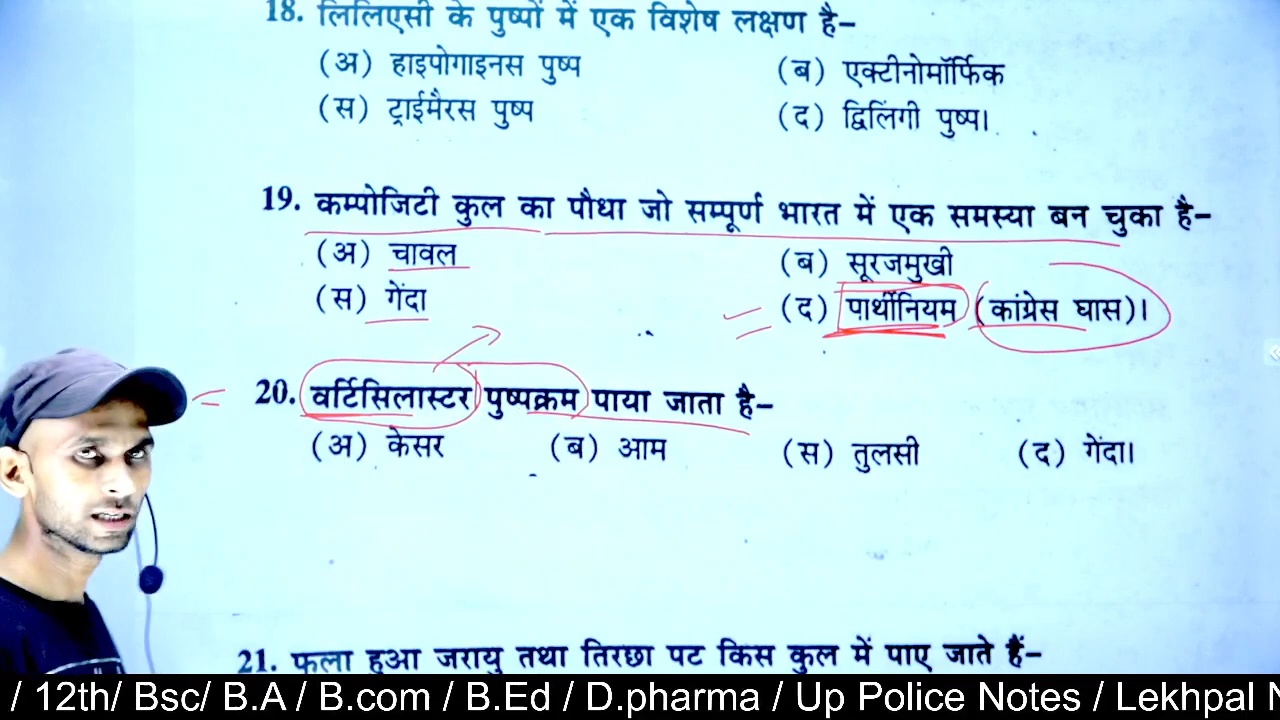 18. लिलिएसी के पुष्पों में एक विशेष लक्षण है–
(अ) हाइपोगाइनस पुष्प (ब) एक्टीनोमॉर्फिक
(स) ट्राईमैरस पुष्प (द) द्विलिंगी पुष्प।
19. कम्पोजिटी कुल का पौधा जो सम्पूर्ण भारत में एक समस्या बन चुका है–
(अ) चावल (ब) सूरजमुखी
(स) गेंदा (द) पार्थीनियम (कांग्रेस घास)।
20. वर्टिसिलास्टर पुष्पक्रम पाया जाता है–
(अ) केसर (ब) आम (स) तुलसी (द) गेंदा।
21. फूला हुआ जरायु तथा तिरछा पट किस कुल में पाए जाते हैं–
/ 12th/ Bsc/ B.A / B.com / B.Ed / D.pharma / Up Police Notes / Lekhpal N